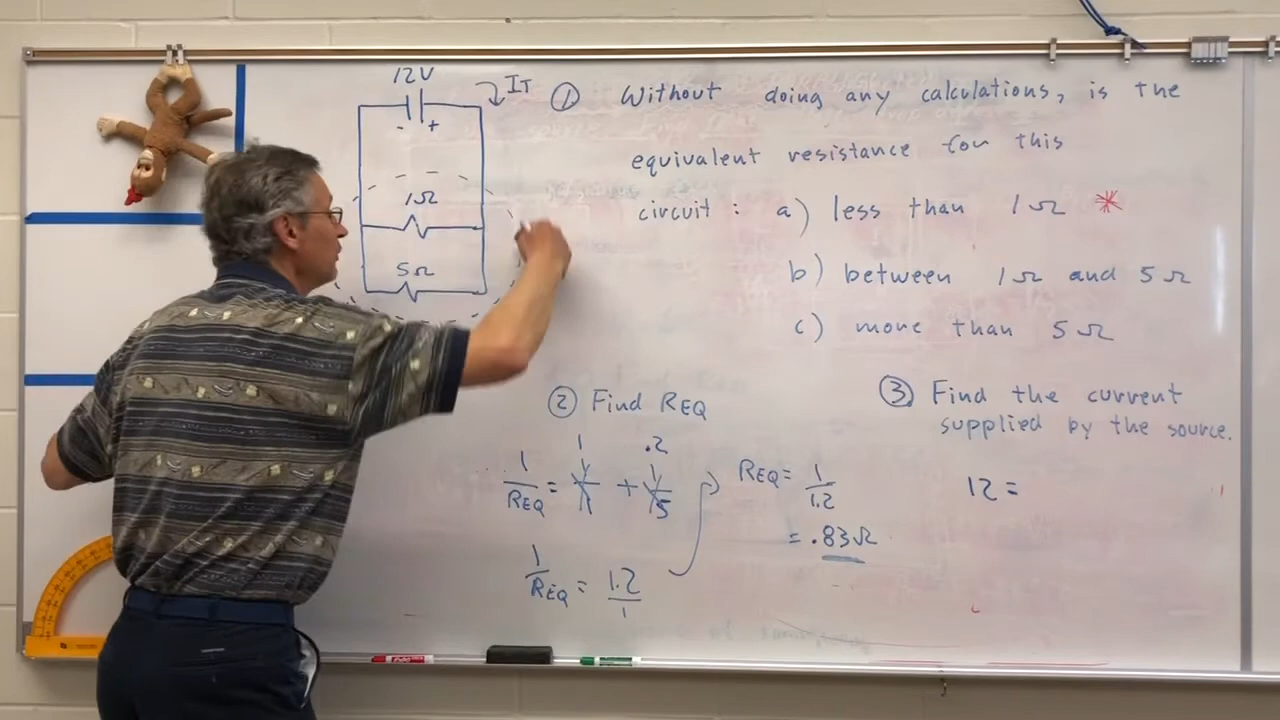 12V
IT
- +
1Ω
5Ω
① Without doing any calculations, is the
equivalent resistance for this
circuit : a) less than 1Ω *
b) between 1Ω and 5Ω
c) more than 5Ω
② Find REQ
1 .2
1/REQ = 1/1 + 1/5
1/REQ = 1.2/1
REQ = 1/1.2
= .83Ω
③ Find the current
supplied by the source.
12 =